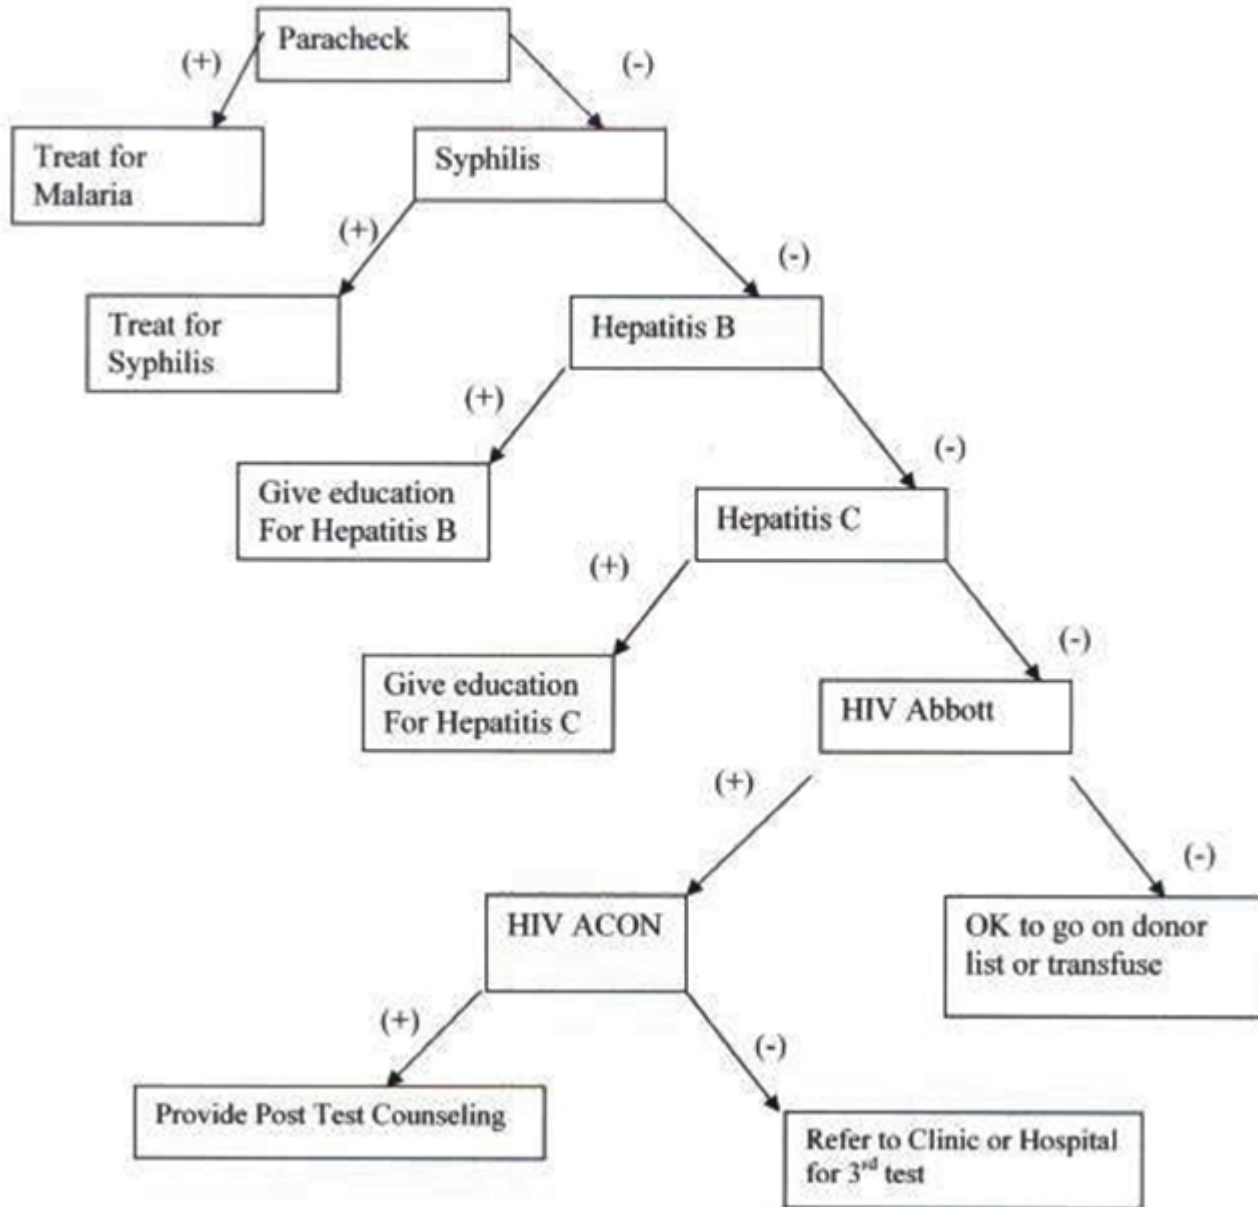 Paracheck
(+)
(-)
Treat for
Malaria
Syphilis
(+)
(-)
Treat for
Syphilis
Hepatitis B
(+)
(-)
Give education
For Hepatitis B
Hepatitis C
(+)
(-)
Give education
For Hepatitis C
HIV Abbott
(+)
(-)
HIV ACON
OK to go on donor
list or transfuse
(+)
(-)
Provide Post Test Counseling
Refer to Clinic or Hospital
for 3rd test